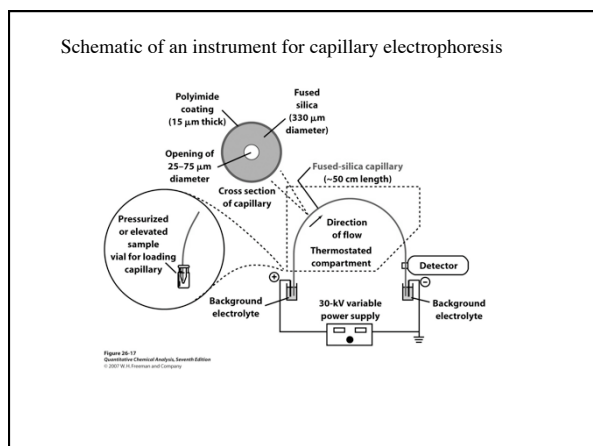 Schematic of an instrument for capillary electrophoresis
Polyimide
coating
(15 μm thick)
Fused
silica
(330 μm
diameter)
Opening of
25–75 μm
diameter
Cross section
of capillary
Fused-silica capillary
(~50 cm length)
Pressurized
or elevated
sample
vial for loading
capillary
Direction
of flow
Thermostated
compartment
Detector
+
−
Background
electrolyte
30-kV variable
power supply
Background
electrolyte
Figure 26-17
Quantitative Chemical Analysis, Seventh Edition
© 2007 W. H. Freeman and Company